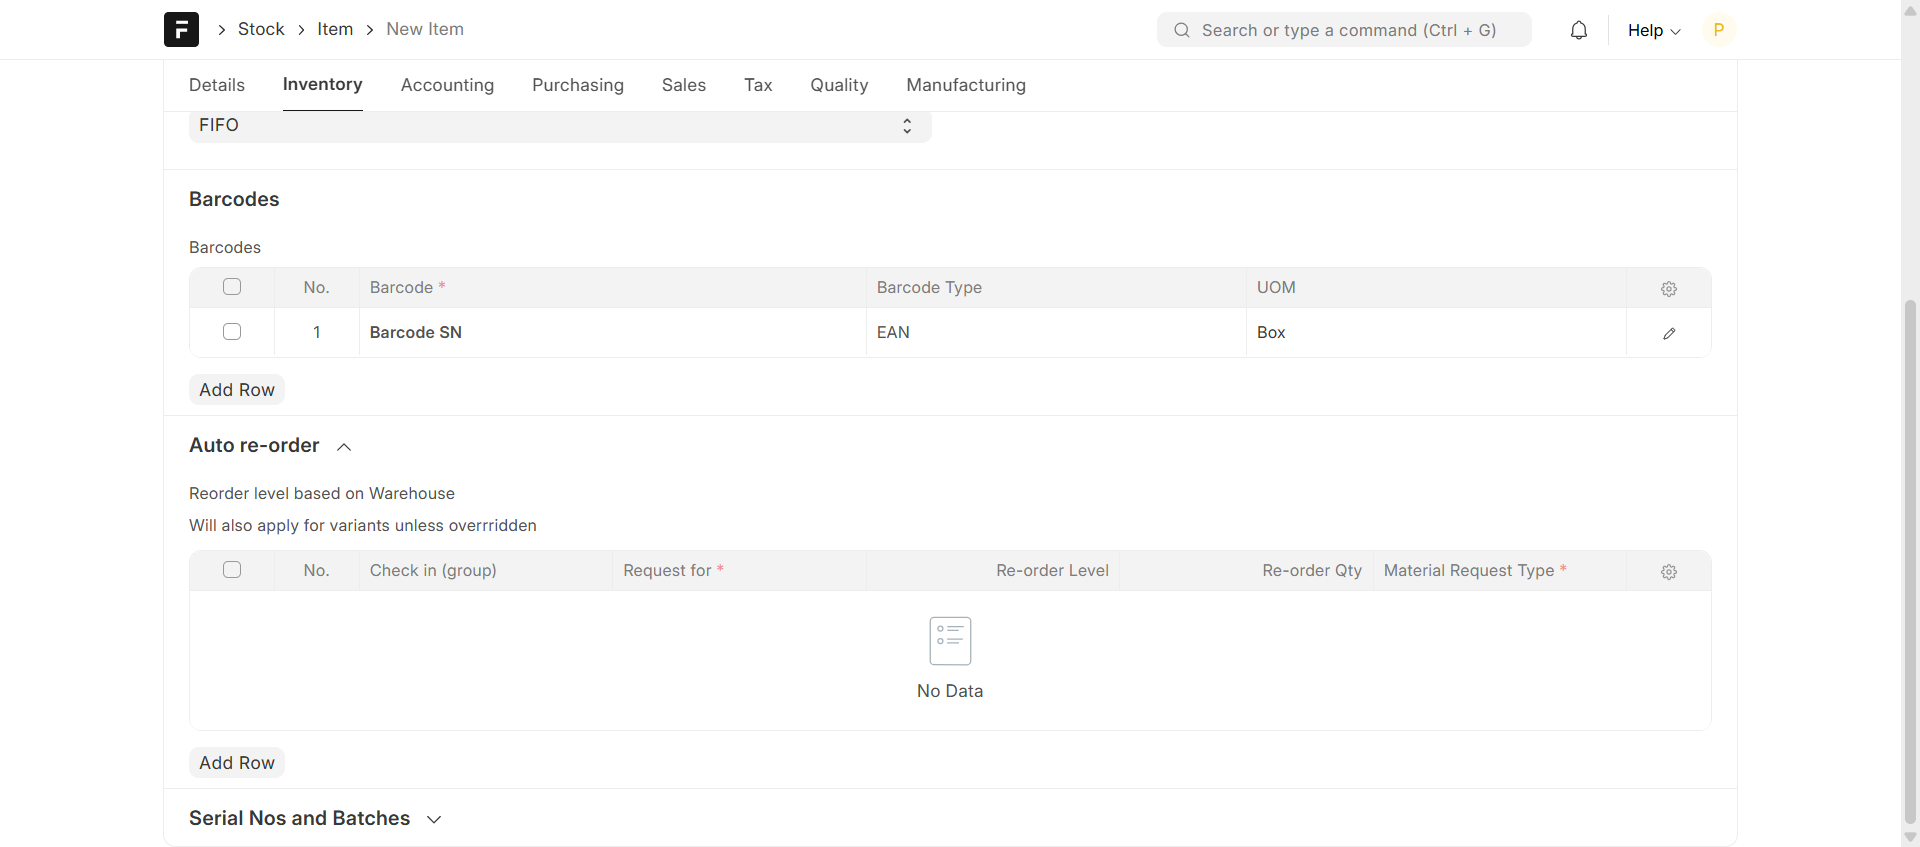 Stock
Item
New Item
Search or type a command (Ctrl + G)
Help
P
Details
Inventory
Accounting
Purchasing
Sales
Tax
Quality
Manufacturing
FIFO
Barcodes
Barcodes
No.
Barcode *
Barcode Type
UOM
1
Barcode SN
EAN
Box
Add Row
Auto re-order
Reorder level based on Warehouse
Will also apply for variants unless overrridden
No.
Check in (group)
Request for *
Re-order Level
Re-order Qty
Material Request Type *
No Data
Add Row
Serial Nos and Batches